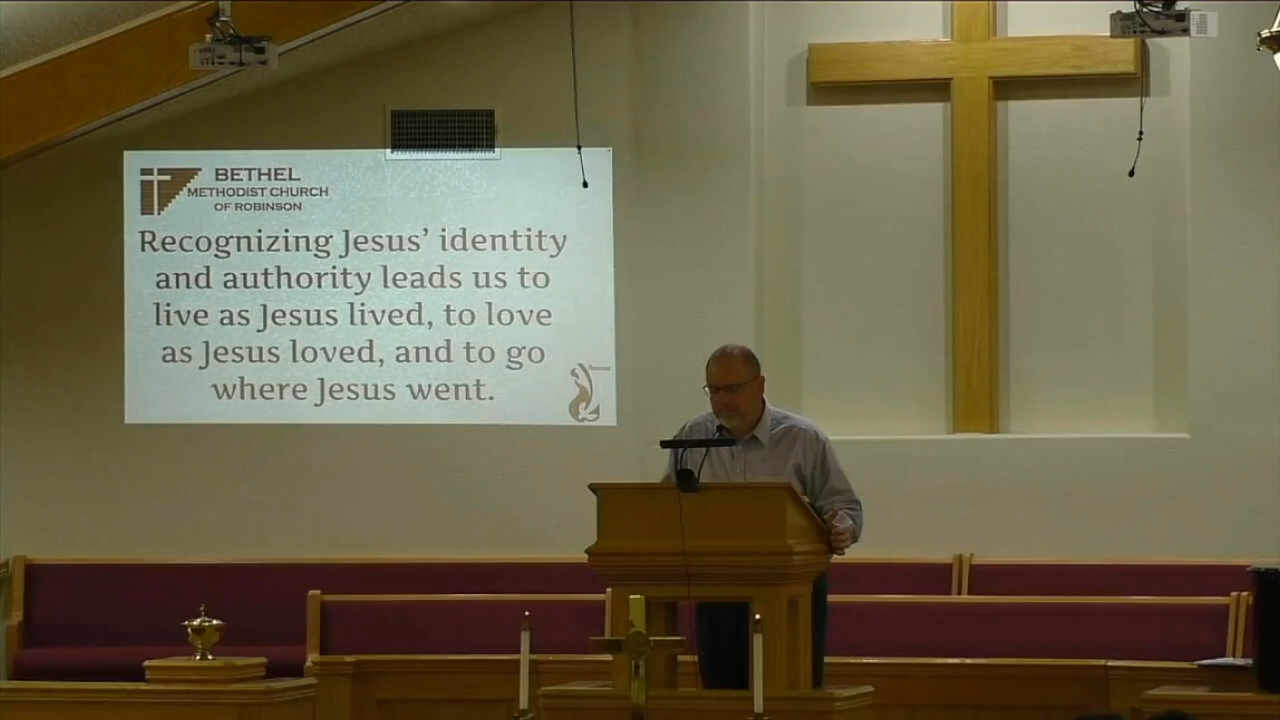 BETHEL
METHODIST CHURCH
OF ROBINSON
Recognizing Jesus' identity
and authority leads us to
live as Jesus lived, to love
as Jesus loved, and to go
where Jesus went.